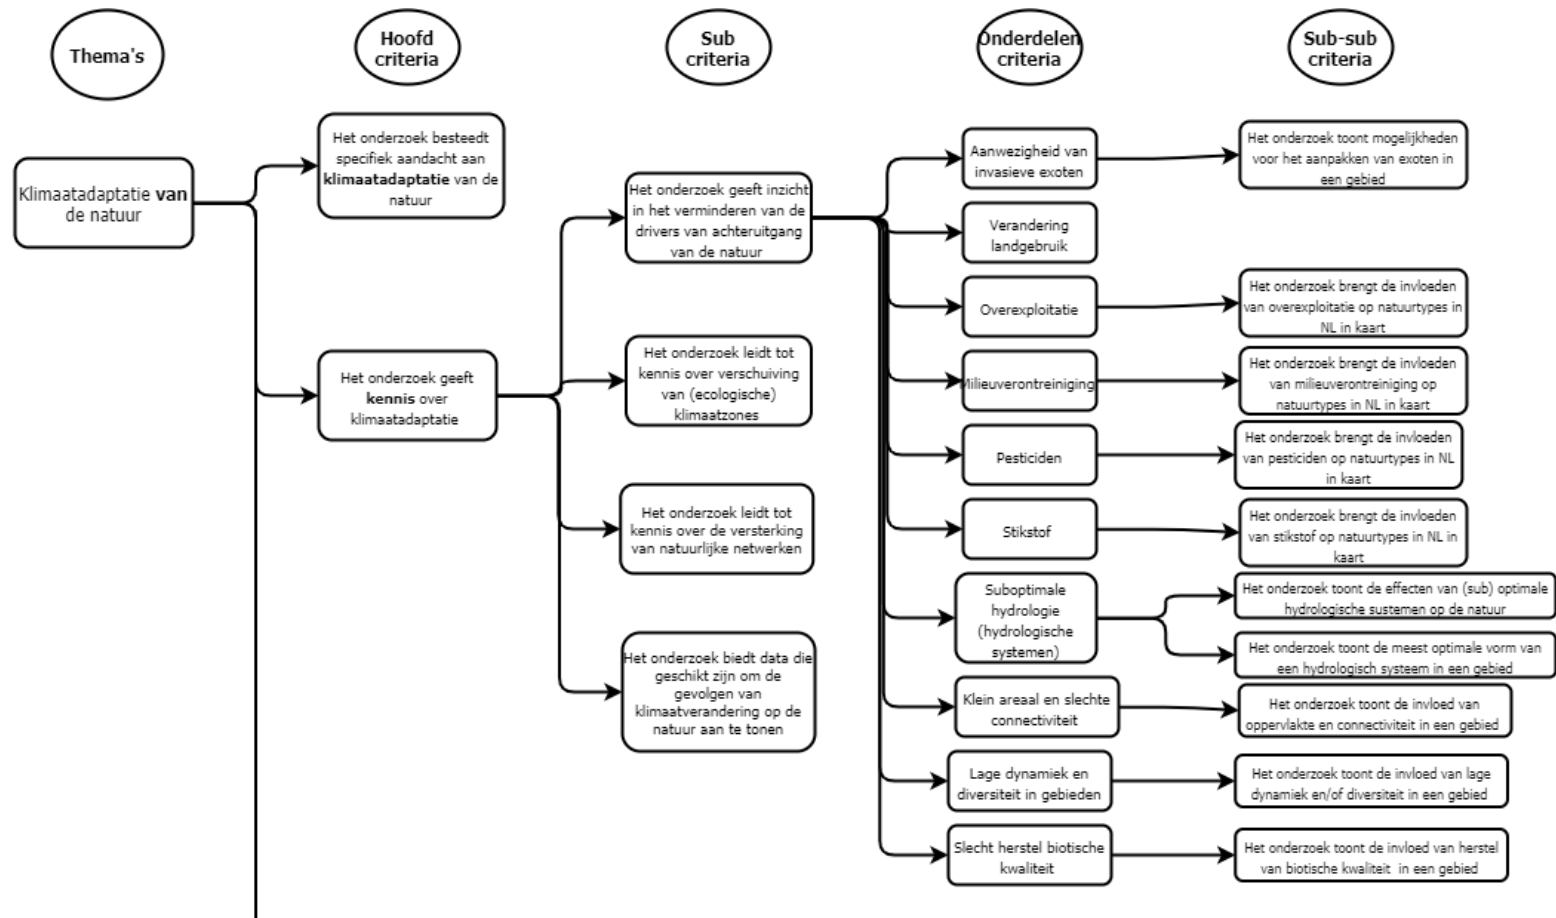 Thema's
Hoofd
criteria
Sub
criteria
Onderdelen
criteria
Sub-sub
criteria
Klimaatadaptatie van
de natuur
Het onderzoek besteedt
specifiek aandacht aan
klimaatadaptatie van de
natuur
Het onderzoek geeft
kennis over
klimaatadaptatie
Het onderzoek geeft inzicht
in het verminderen van de
drivers van achteruitgang
van de natuur
Het onderzoek leidt tot
kennis over verschuiving
van (ecologische)
klimaatzones
Het onderzoek leidt tot
kennis over de versterking
van natuurlijke netwerken
Het onderzoek biedt data die
geschikt zijn om de
gevolgen van
klimaatverandering op de
natuur aan te tonen
Aanwezigheid van
invasieve exoten
Verandering
landgebruik
Overexploitatie
Milieuverontreiniging
Pesticiden
Stikstof
Suboptimale
hydrologie
(hydrologische
systemen)
Klein areaal en slechte
connectiviteit
Lage dynamiek en
diversiteit in gebieden
Slecht herstel biotische
kwaliteit
Het onderzoek toont mogelijkheden
voor het aanpakken van exoten in
een gebied
Het onderzoek brengt de invloeden
van overexploitatie op natuurtypes in
NL in kaart
Het onderzoek brengt de invloeden
van milieuverontreiniging op
natuurtypes in NL in kaart
Het onderzoek brengt de invloeden
van pesticiden op natuurtypes in NL
in kaart
Het onderzoek brengt de invloeden
van stikstof op natuurtypes in NL in
kaart
Het onderzoek toont de effecten van (sub) optimale
hydrologische sustemen op de natuur
Het onderzoek toont de meest optimale vorm van
een hydrologisch systeem in een gebied
Het onderzoek toont de invloed van
oppervlakte en connectiviteit in een gebied
Het onderzoek toont de invloed van lage
dynamiek en/of diversiteit in een gebied
Het onderzoek toont de invloed van herstel
van biotische kwaliteit in een gebied